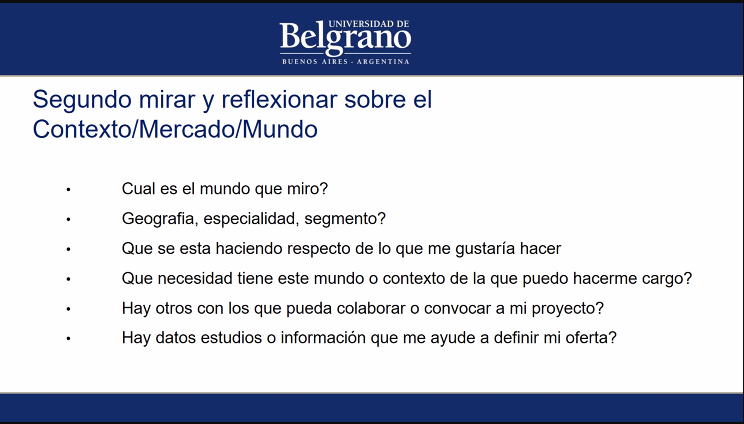 UNIVERSIDAD DE
Belgrano
BUENOS AIRES - ARGENTINA
Segundo mirar y reflexionar sobre el
Contexto/Mercado/Mundo
• Cual es el mundo que miro?
• Geografia, especialidad, segmento?
• Que se esta haciendo respecto de lo que me gustaría hacer
• Que necesidad tiene este mundo o contexto de la que puedo hacerme cargo?
• Hay otros con los que pueda colaborar o convocar a mi proyecto?
• Hay datos estudios o información que me ayude a definir mi oferta?